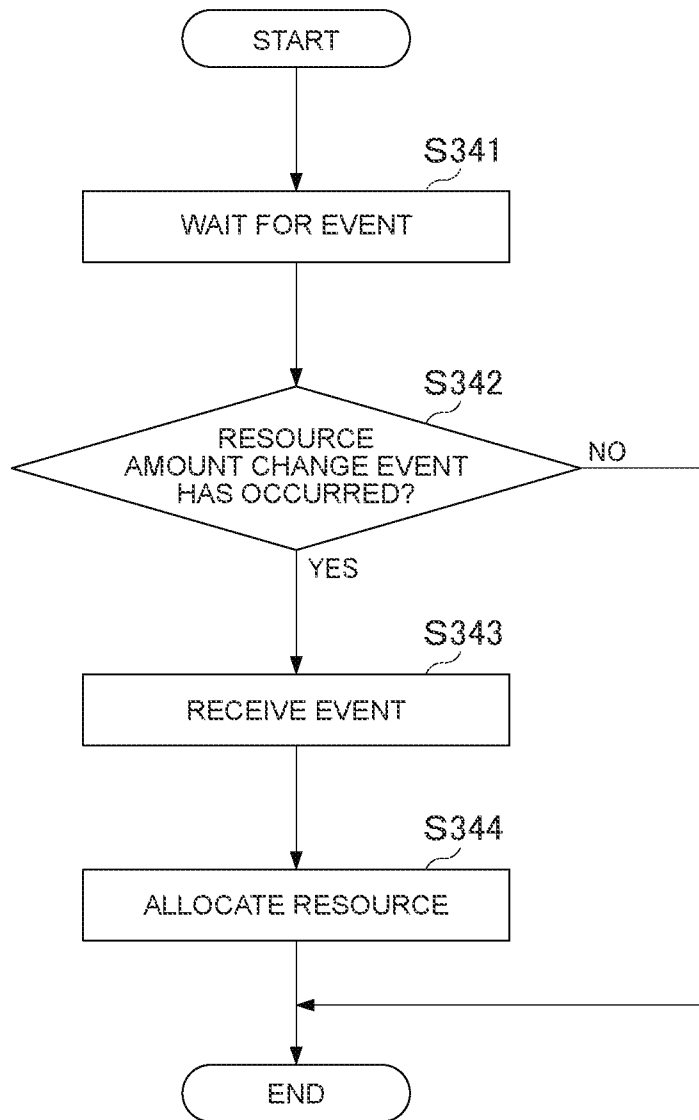 START
S341
WAIT FOR EVENT
S342
RESOURCE
AMOUNT CHANGE EVENT
HAS OCCURRED?
NO
YES
S343
RECEIVE EVENT
S344
ALLOCATE RESOURCE
END